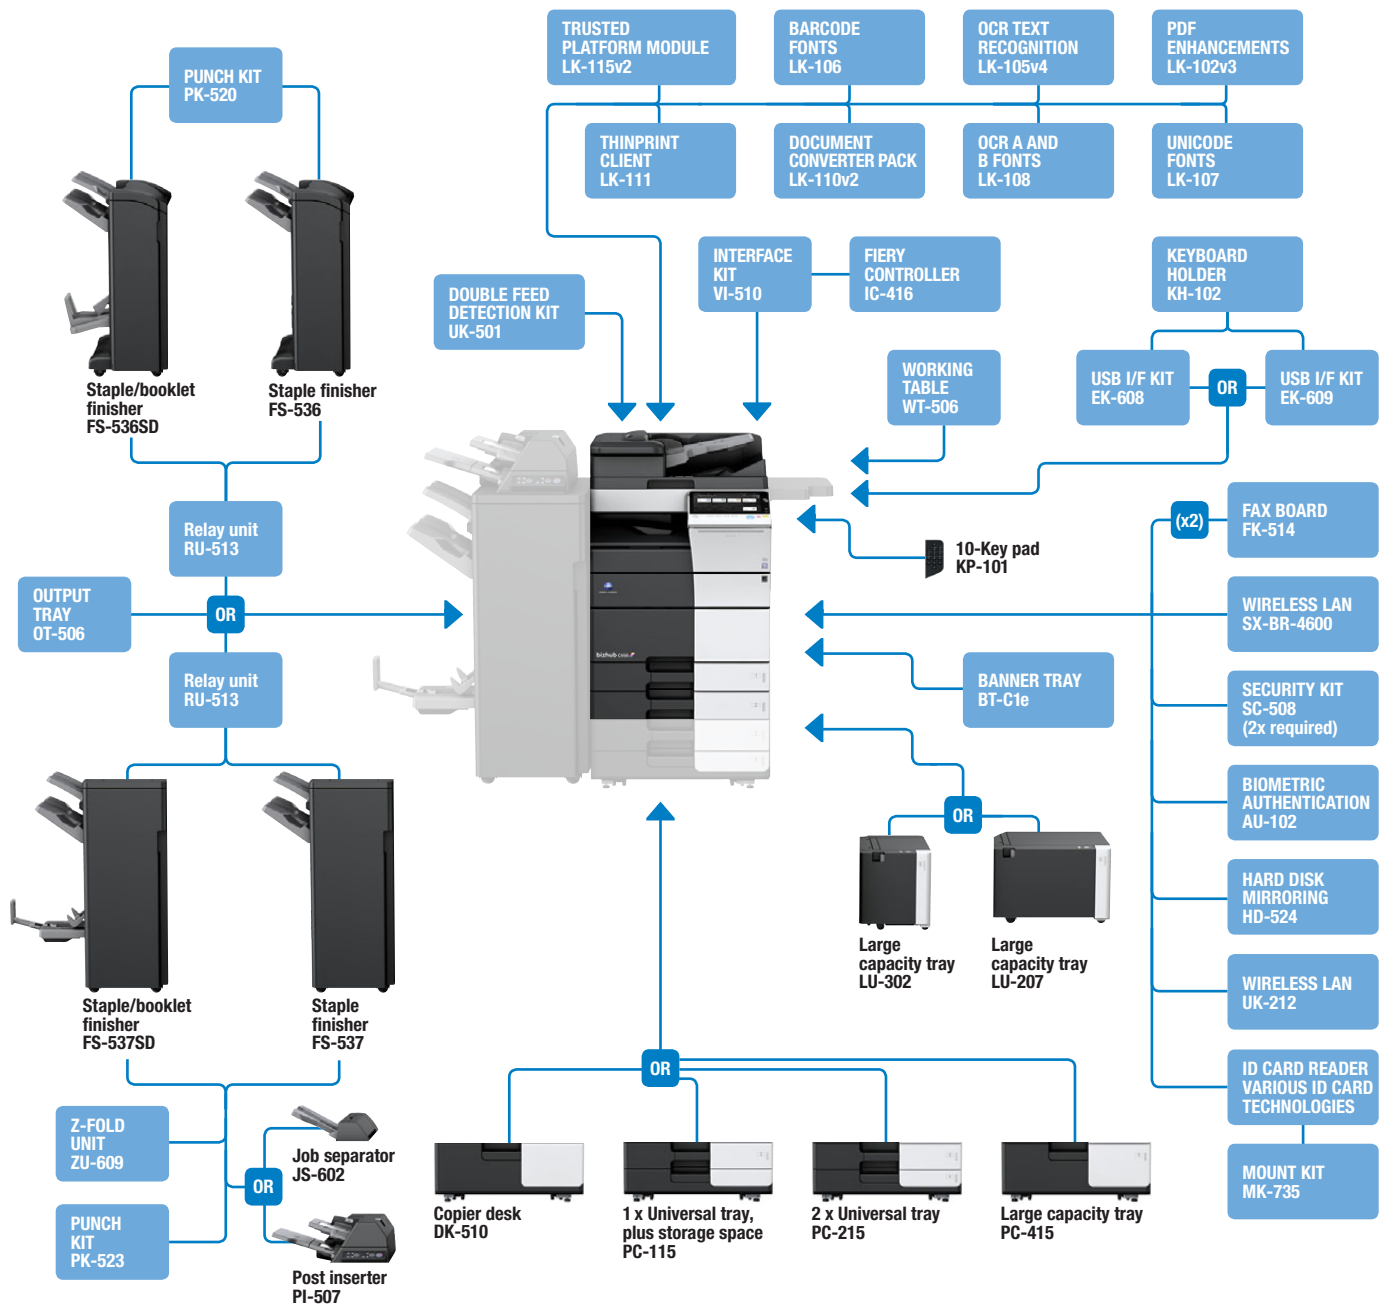 TRUSTED
PLATFORM MODULE
LK-115v2
BARCODE
FONTS
LK-106
OCR TEXT
RECOGNITION
LK-105v4
PDF
ENHANCEMENTS
LK-102v3
PUNCH KIT
PK-520
THINPRINT
CLIENT
LK-111
DOCUMENT
CONVERTER PACK
LK-110v2
OCR A AND
B FONTS
LK-108
UNICODE
FONTS
LK-107
INTERFACE
KIT
VI-510
FIERY
CONTROLLER
IC-416
KEYBOARD
HOLDER
KH-102
DOUBLE FEED
DETECTION KIT
UK-501
WORKING
TABLE
WT-506
USB I/F KIT
EK-608
OR
USB I/F KIT
EK-609
Staple/booklet
finisher
FS-536SD
Staple finisher
FS-536
Relay unit
RU-513
(x2)
FAX BOARD
FK-514
10-Key pad
KP-101
OUTPUT
TRAY
OT-506
OR
WIRELESS LAN
SX-BR-4600
bizhub
Relay unit
RU-513
BANNER TRAY
BT-C1e
SECURITY KIT
SC-508
(2x required)
BIOMETRIC
AUTHENTICATION
AU-102
OR
HARD DISK
MIRRORING
HD-524
Large
capacity tray
LU-302
Large
capacity tray
LU-207
WIRELESS LAN
UK-212
Staple/booklet
finisher
FS-537SD
Staple
finisher
FS-537
OR
ID CARD READER
VARIOUS ID CARD
TECHNOLOGIES
Z-FOLD
UNIT
ZU-609
Job separator
JS-602
OR
MOUNT KIT
MK-735
PUNCH
KIT
PK-523
Post inserter
PI-507
Copier desk
DK-510
1 x Universal tray,
plus storage space
PC-115
2 x Universal tray
PC-215
Large capacity tray
PC-415